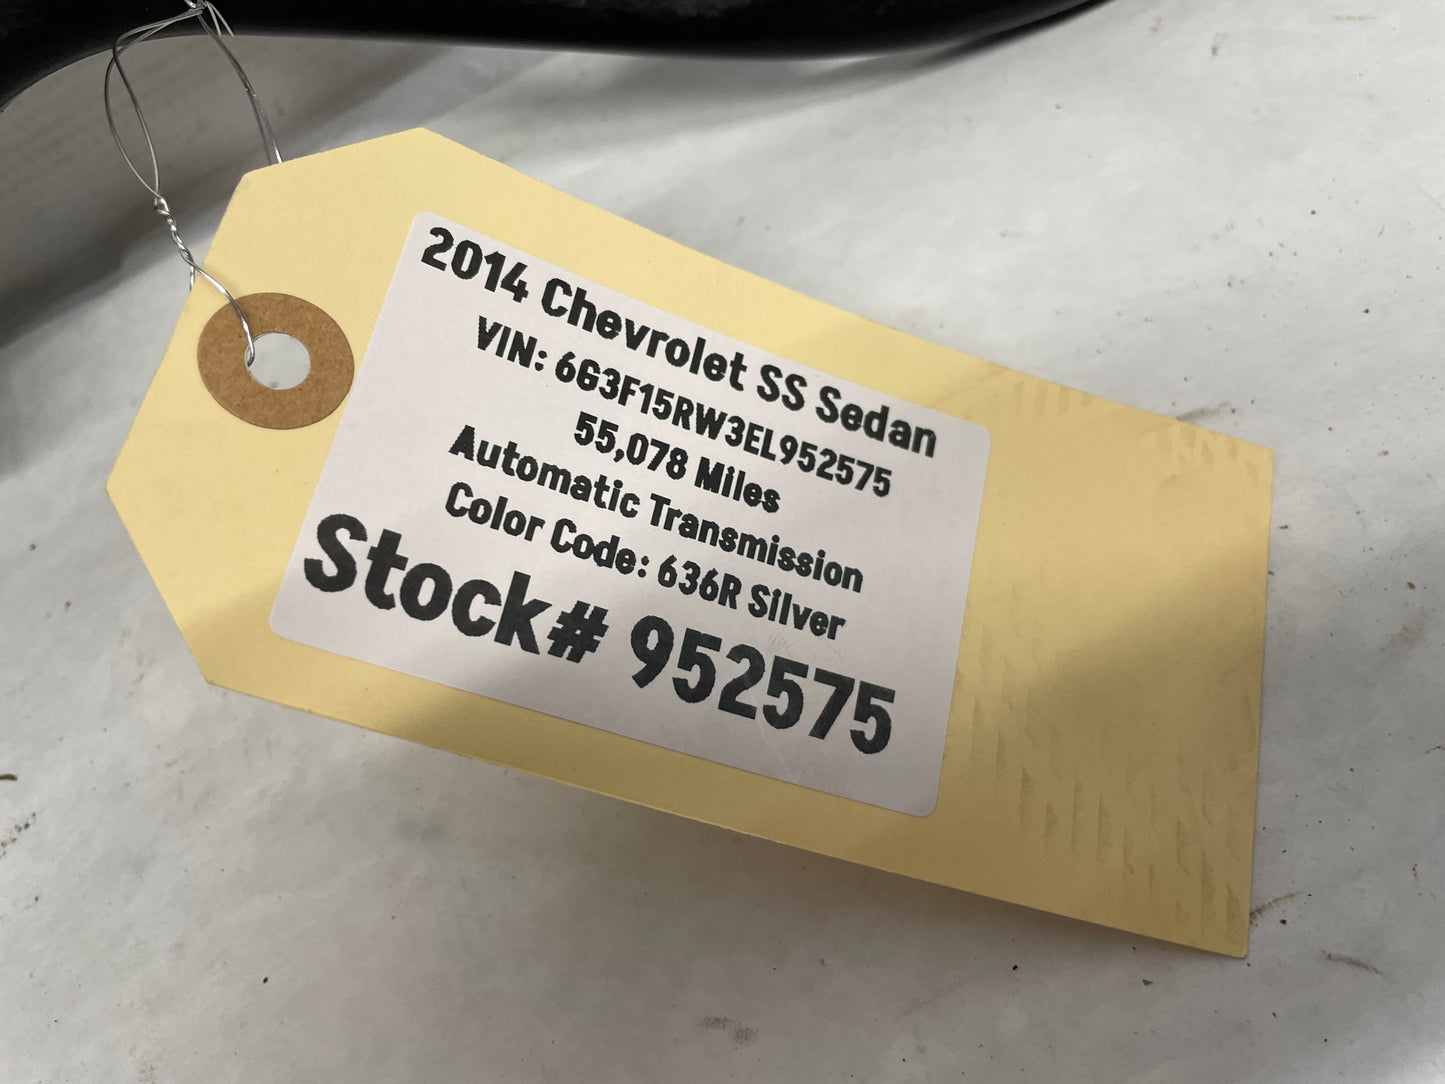 2014 Chevrolet SS Sedan
VIN: 6G3F15RW3EL952575
55,078 Miles
Automatic Transmission
Color Code: 636R Silver
Stock# 952575